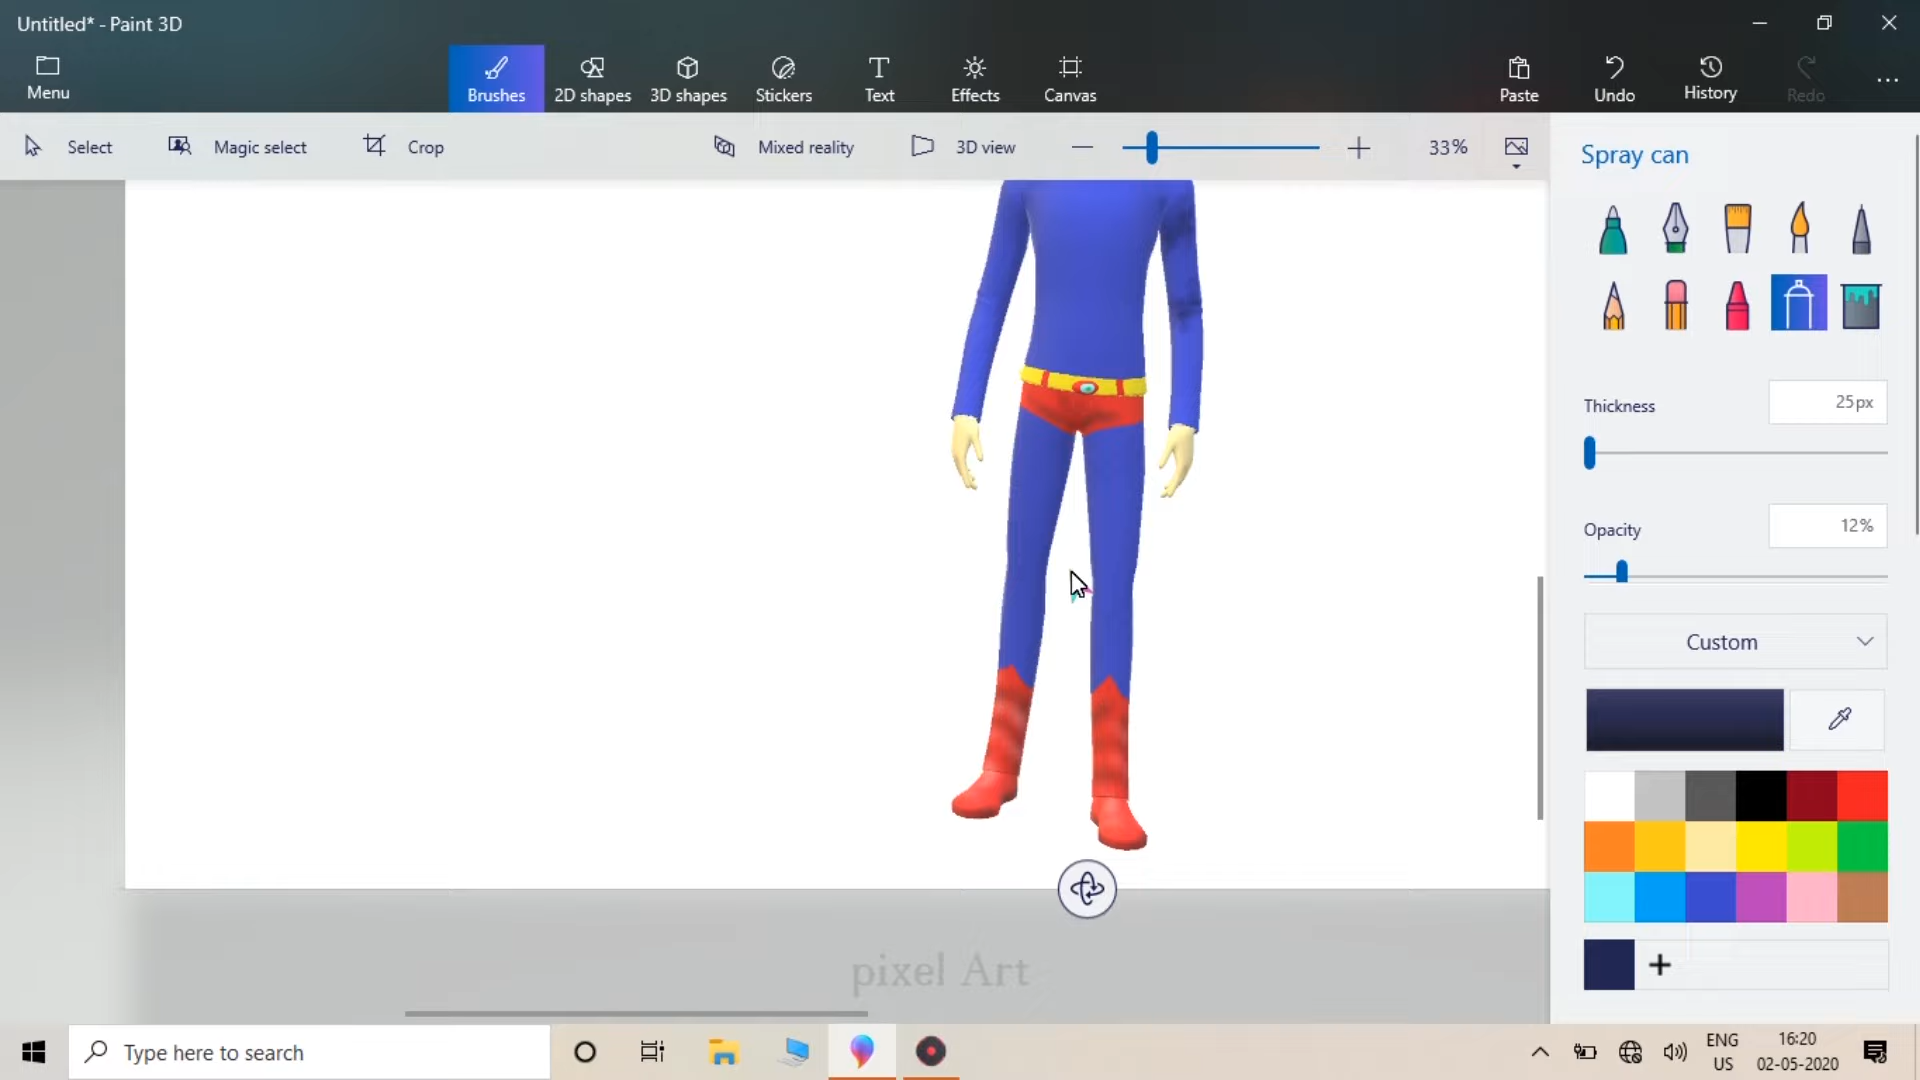 Untitled* - Paint 3D
Menu
Brushes
2D shapes
3D shapes
Stickers
Text
Effects
Canvas
Paste
Undo
History
Redo
Select
Magic select
Crop
Mixed reality
3D view
33%
Spray can
Thickness
25px
Opacity
12%
Custom
pixel Art
Type here to search
ENG
US
16:20
02-05-2020